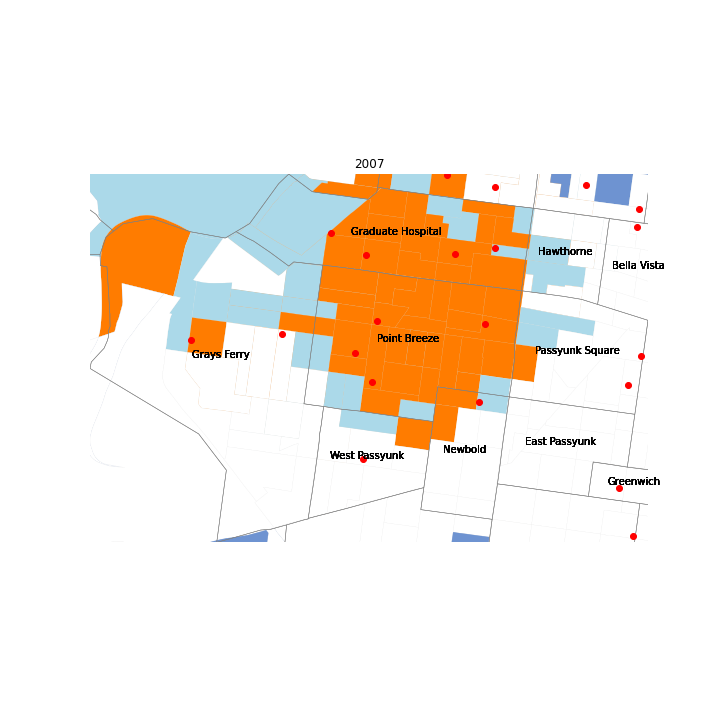 2007
Graduate Hospital
Hawthorne
Bella Vista
Point Breeze
Passyunk Square
Grays Ferry
East Passyunk
Newbold
West Passyunk
Greenwich